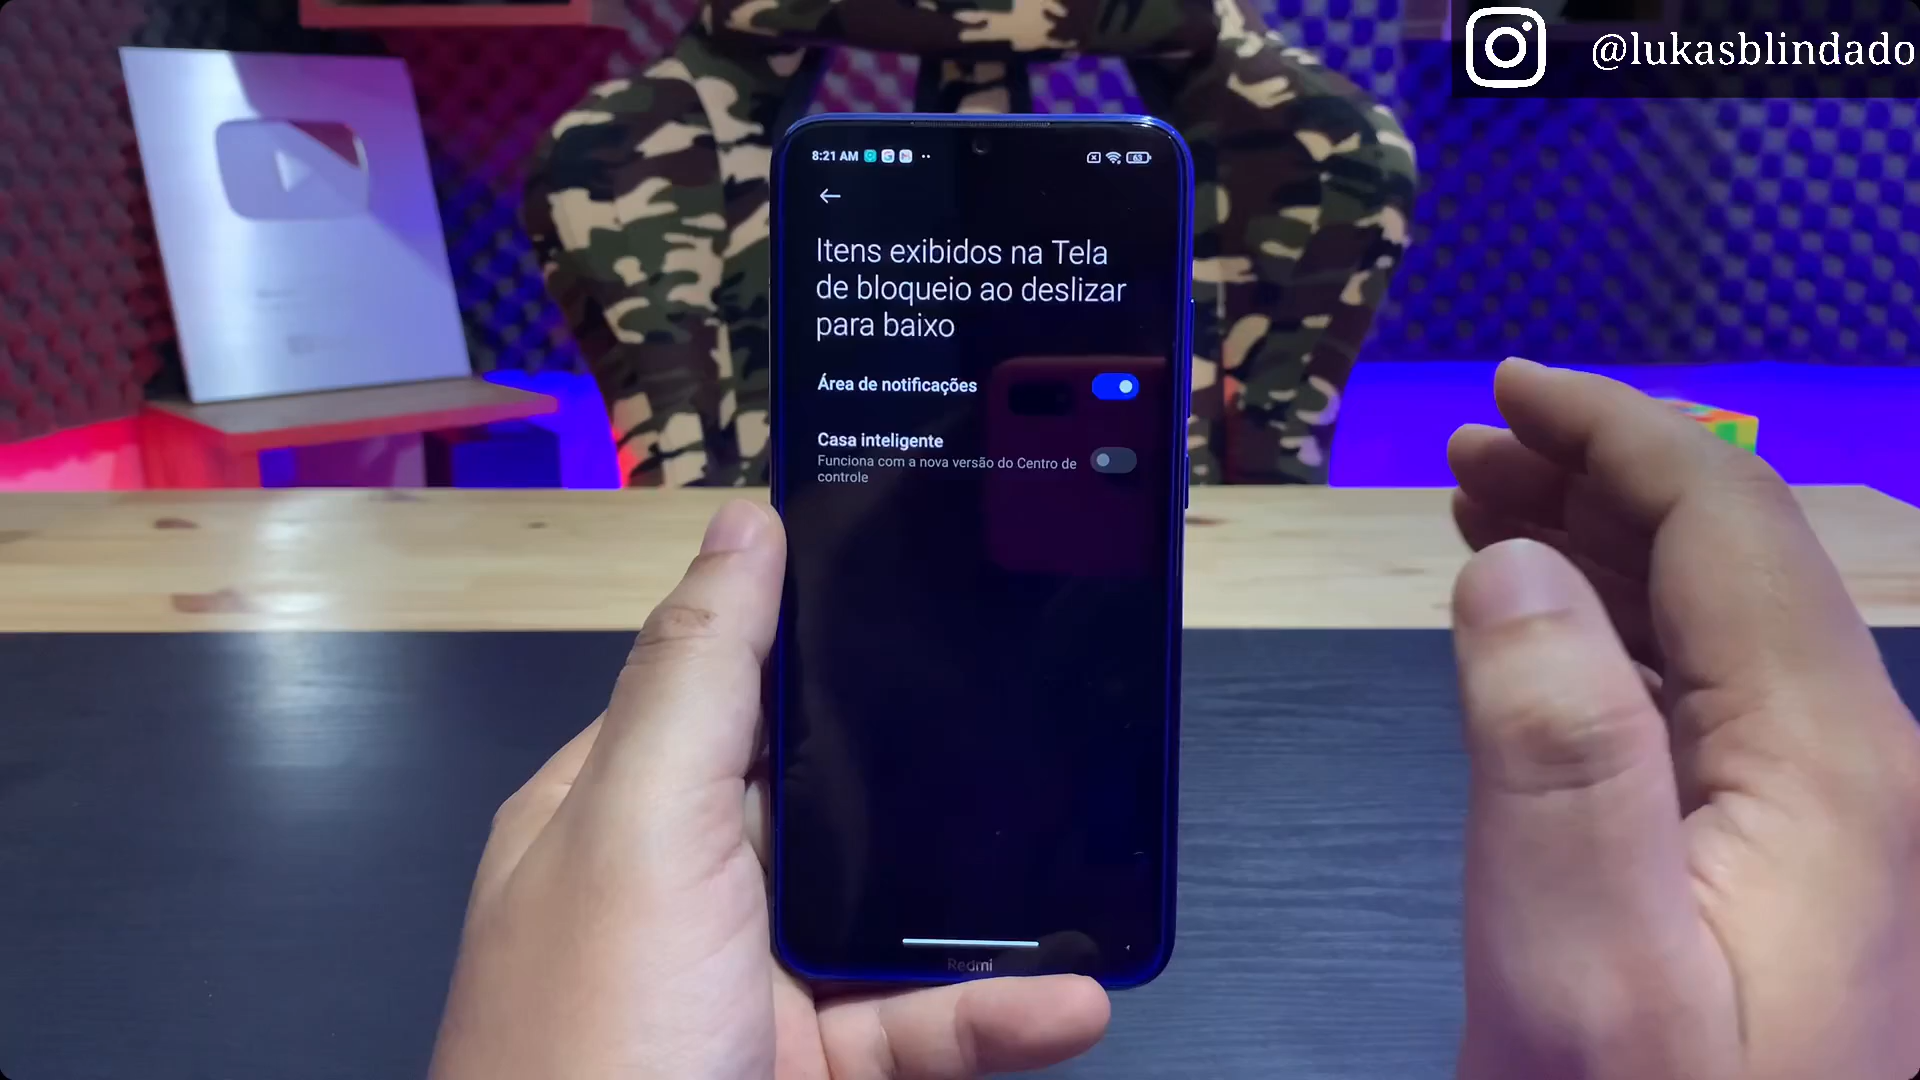 @lukasblindado
8:21 AM
63
Itens exibidos na Tela
de bloqueio ao deslizar
para baixo
Área de notificações
Casa inteligente
Funciona com a nova versão do Centro de
controle
Redmi